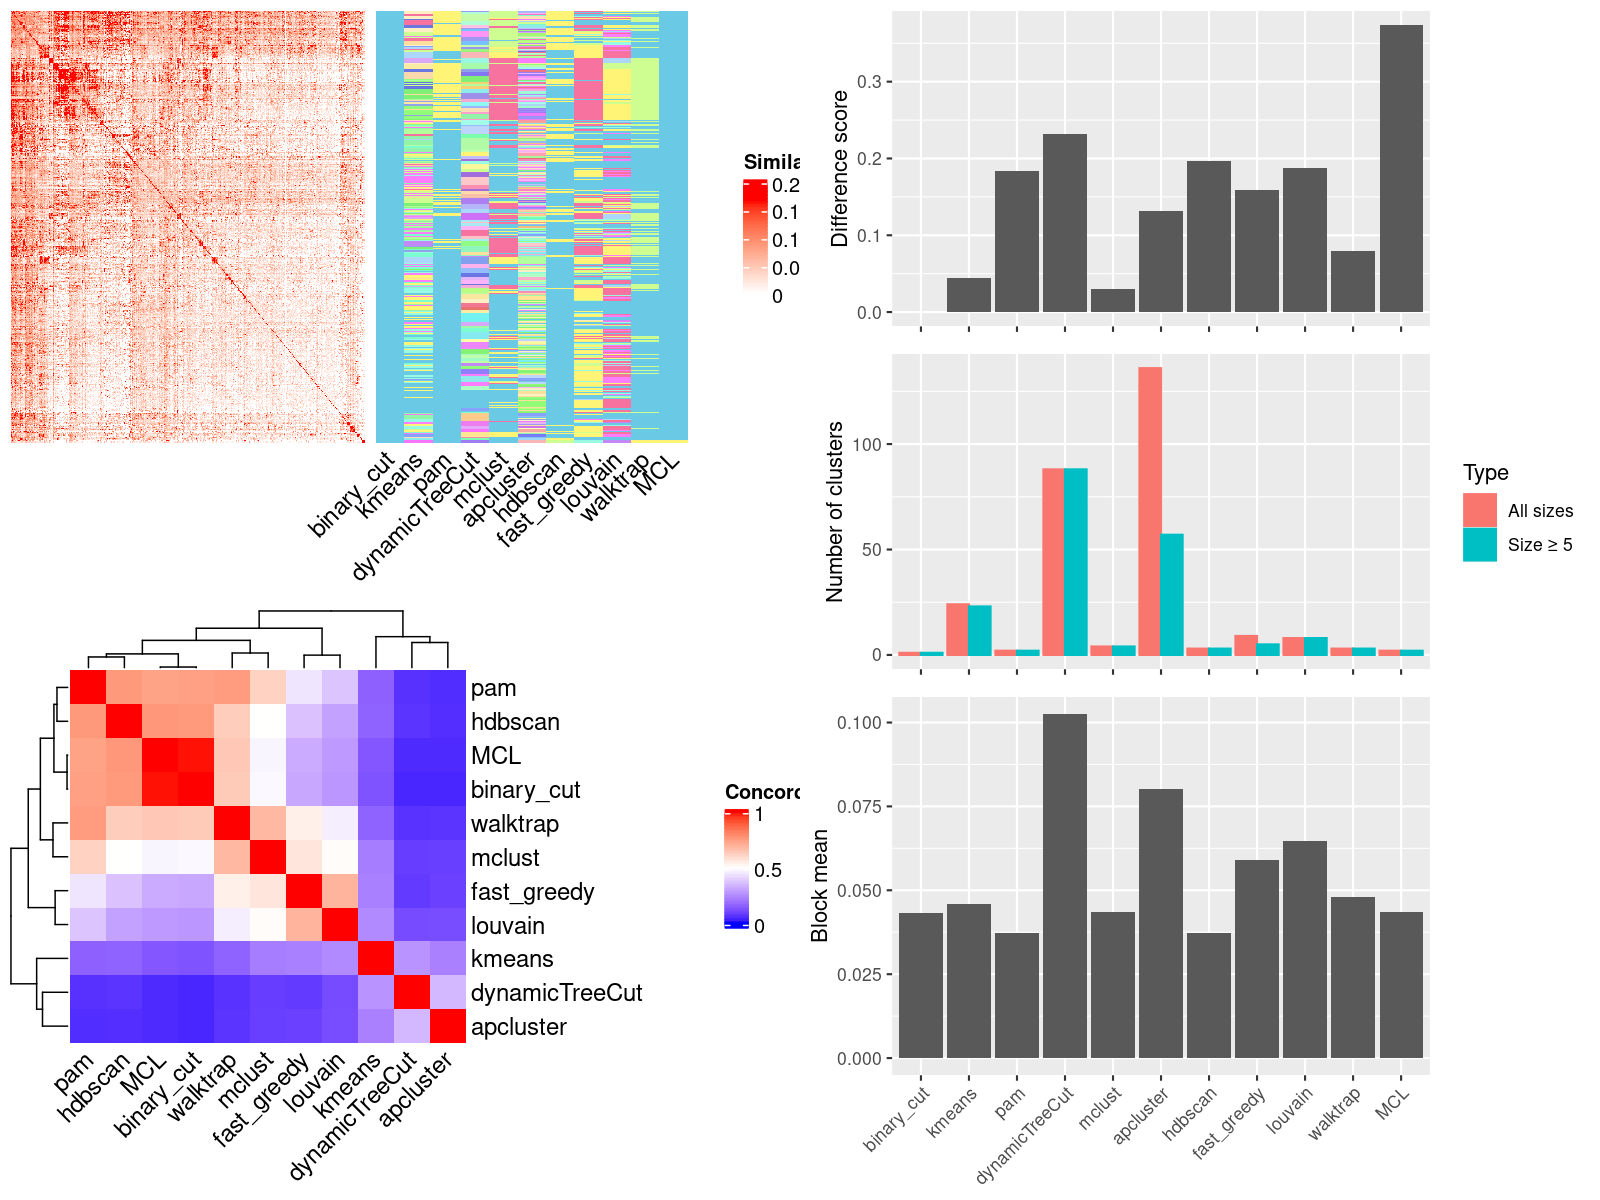 Simila
0.2
0.1
0.1
0.0
0
binary_cut
kmeans
pam
dynamicTreeCut
mclust
apcluster
hdbscan
fast_greedy
louvain
walktrap
MCL
pam
hdbscan
MCL
binary_cut
walktrap
mclust
fast_greedy
louvain
kmeans
dynamicTreeCut
apcluster
pam
hdbscan
MCL
binary_cut
walktrap
mclust
fast_greedy
louvain
kmeans
dynamicTreeCut
apcluster
Concord
1
0.5
0
Difference score
0.3
0.2
0.1
0.0
Number of clusters
100
50
0
Type
All sizes
Size ≥ 5
Block mean
0.100
0.075
0.050
0.025
0.000
binary_cut
kmeans
pam
dynamicTreeCut
mclust
apcluster
hdbscan
fast_greedy
louvain
walktrap
MCL